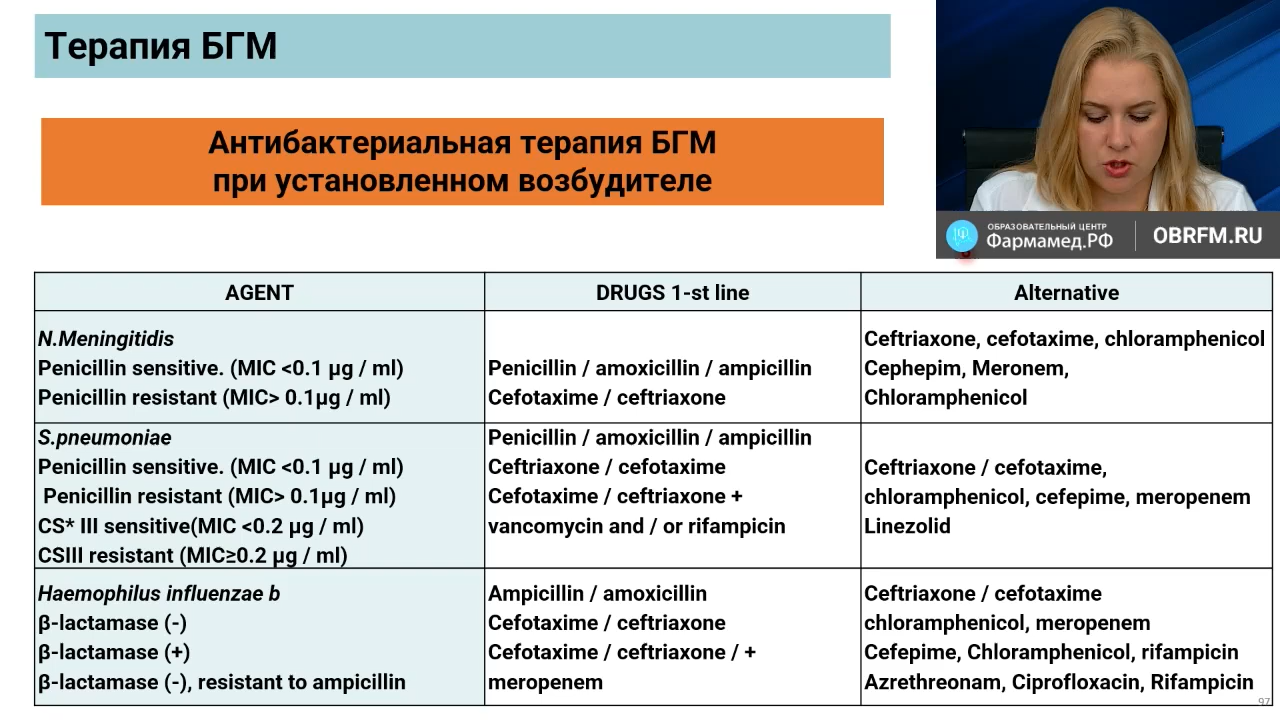 Терапия БГМ
Антибактериальная терапия БГМ
при установленном возбудителе
ОБРАЗОВАТЕЛЬНЫЙ ЦЕНТР
Фармамед.РФ
OBRFM.RU
AGENT
DRUGS 1-st line
Alternative
N.Meningitidis
Penicillin sensitive. (MIC <0.1 µg / ml)
Penicillin resistant (MIC> 0.1µg / ml)
Penicillin / amoxicillin / ampicillin
Cefotaxime / ceftriaxone
Ceftriaxone, cefotaxime, chloramphenicol
Cephepim, Meronem,
Chloramphenicol
S.pneumoniae
Penicillin sensitive. (MIC <0.1 µg / ml)
Penicillin resistant (MIC> 0.1µg / ml)
CS* III sensitive(MIC <0.2 µg / ml)
CSIII resistant (MIC≥0.2 µg / ml)
Penicillin / amoxicillin / ampicillin
Ceftriaxone / cefotaxime
Cefotaxime / ceftriaxone +
vancomycin and / or rifampicin
Ceftriaxone / cefotaxime,
chloramphenicol, cefepime, meropenem
Linezolid
Haemophilus influenzae b
β-lactamase (-)
β-lactamase (+)
β-lactamase (-), resistant to ampicillin
Ampicillin / amoxicillin
Cefotaxime / ceftriaxone
Cefotaxime / ceftriaxone / +
meropenem
Ceftriaxone / cefotaxime
chloramphenicol, meropenem
Cefepime, Chloramphenicol, rifampicin
Azrethreonam, Ciprofloxacin, Rifampicin
97